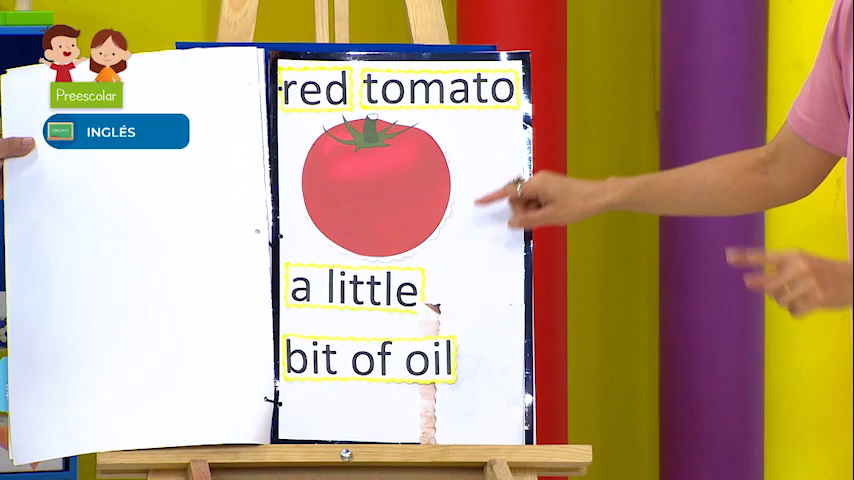 Preescolar
INGLÉS
red tomato
a little
bit of oil